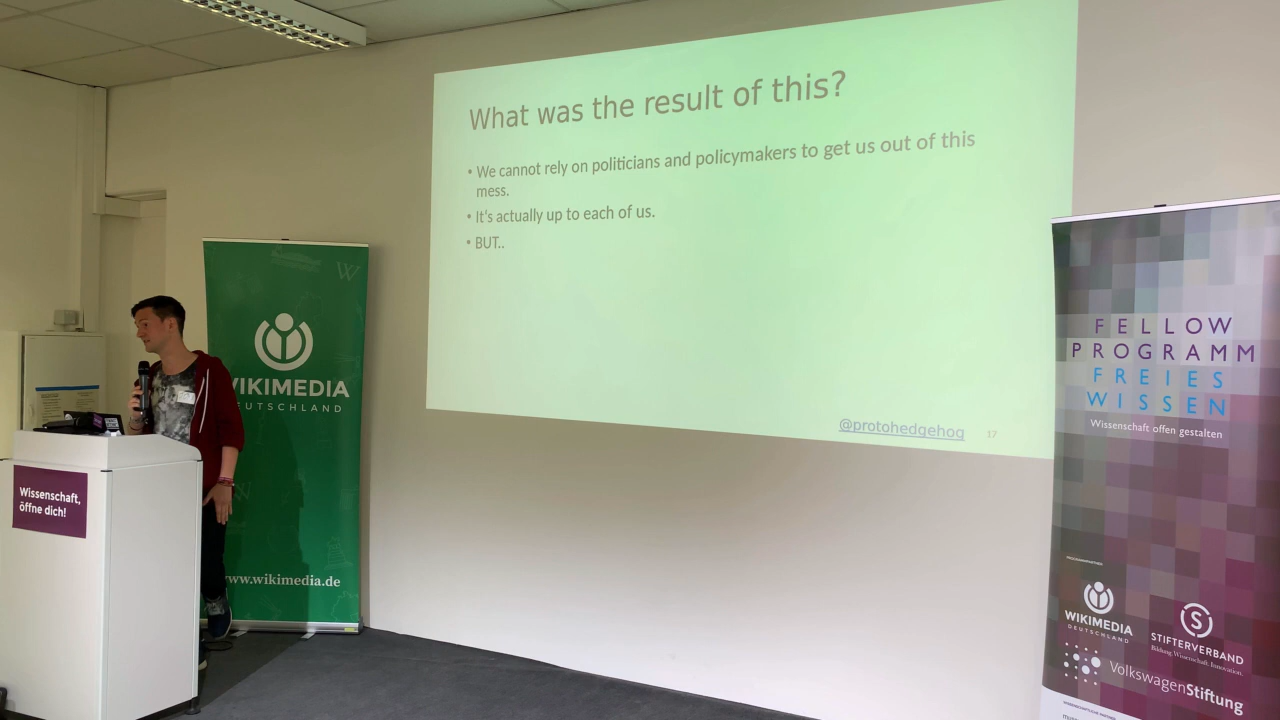 What was the result of this?
• We cannot rely on politicians and policymakers to get us out of this
mess.
• It's actually up to each of us.
• BUT..
@protohedgehog 17
W
WIKIMEDIA
DEUTSCHLAND
www.wikimedia.de
Wissenschaft,
öffne dich!
FELLOW
PROGRAMM
FREIES
WISSEN
Wissenschaft offen gestalten
WIKIMEDIA
DEUTSCHLAND
S
STIFTERVERBAND
Bildung. Wissenschaft. Innovation.
VolkswagenStiftung